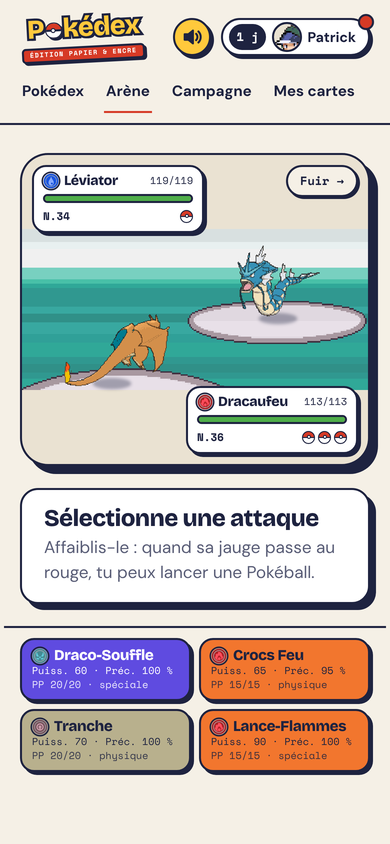 Pokédex
ÉDITION PAPIER & ENCRE
1 j
Patrick
Pokédex
Arène
Campagne
Mes cartes
Léviator 119/119
N.34
Fuir →
Dracaufeu 113/113
N.36
Sélectionne une attaque
Affaiblis-le : quand sa jauge passe au
rouge, tu peux lancer une Pokéball.
Draco-Souffle
Puiss. 60 · Préc. 100 %
PP 20/20 · spéciale
Crocs Feu
Puiss. 65 · Préc. 95 %
PP 15/15 · physique
Tranche
Puiss. 70 · Préc. 100 %
PP 20/20 · physique
Lance-Flammes
Puiss. 90 · Préc. 100 %
PP 15/15 · spéciale